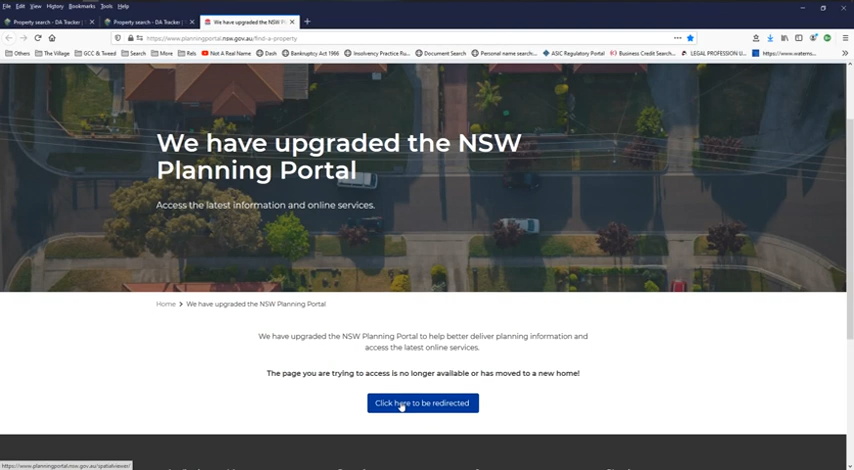 File Edit View History Bookmarks Tools Help
Property search - DA Tracker | Property search - DA Tracker | We have upgraded the NSW P
https://www.planningportal.nsw.gov.au/find-a-property
Others The Village GCC & Tweed Search More Rels Not A Real Name Dash Bankruptcy Act 1966 Insolvency Practice Ru... Document Search Personal name search... ASIC Regulatory Portal Business Credit Search... LEGAL PROFESSION U... https://www.waterns...
We have upgraded the NSW
Planning Portal
Access the latest information and online services.
Home > We have upgraded the NSW Planning Portal
We have upgraded the NSW Planning Portal to help better deliver planning information and
access the latest online services.
The page you are trying to access is no longer available or has moved to a new home!
Click here to be redirected
https://www.planningportal.nsw.gov.au/spatialviewer/